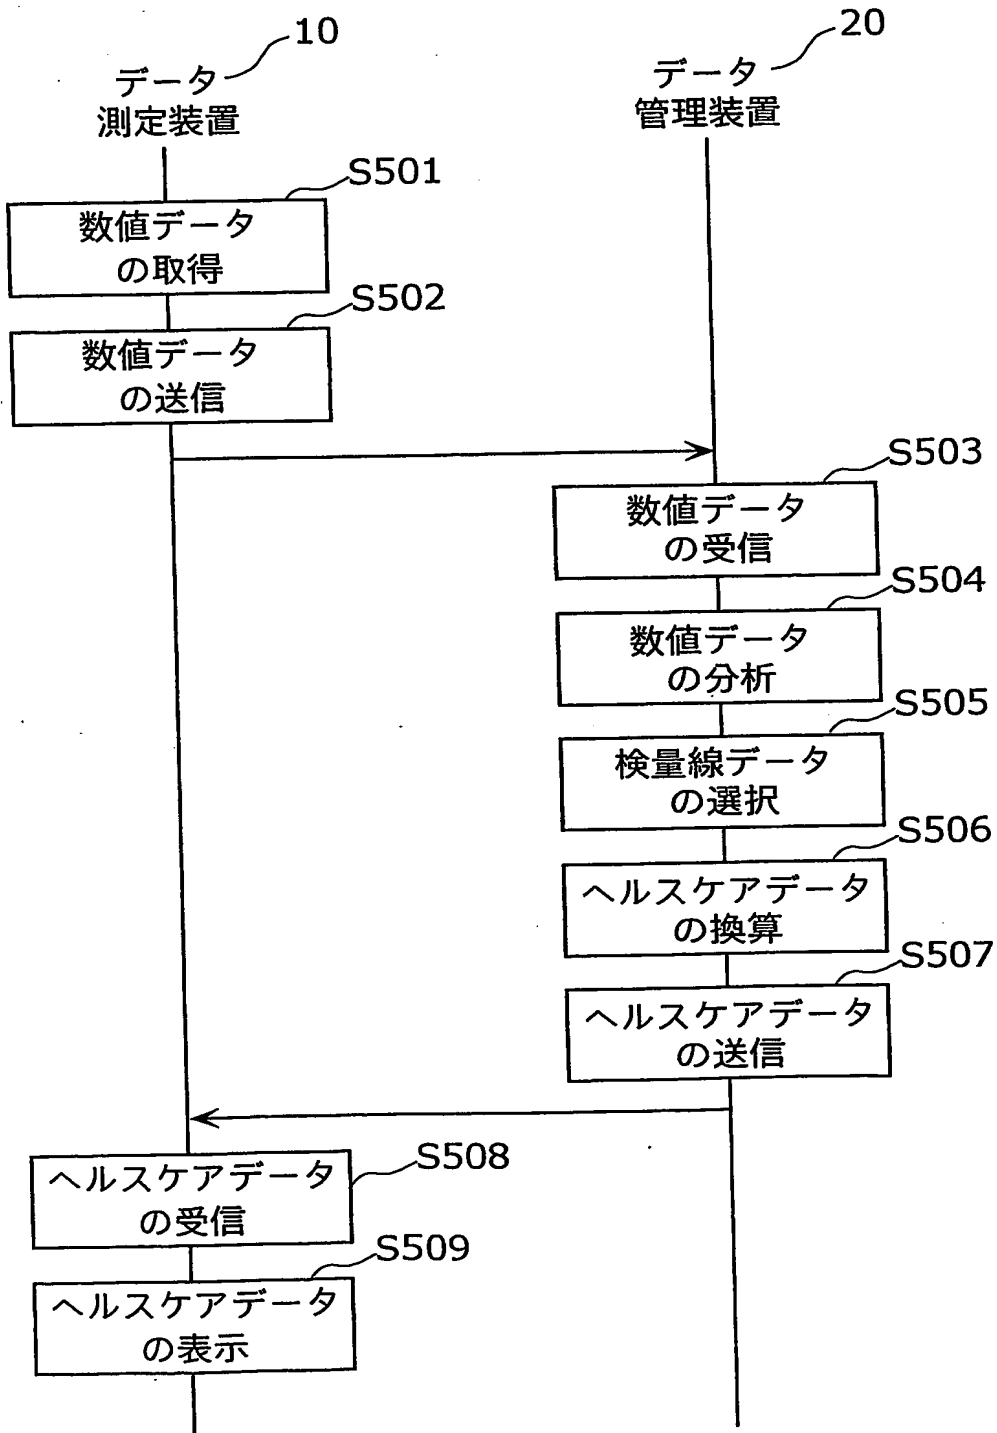 10
データ
測定装置
20
データ
管理装置
S501
数値データ
の取得
S502
数値データ
の送信
S503
数値データ
の受信
S504
数値データ
の分析
S505
検量線データ
の選択
S506
ヘルスケアデータ
の換算
S507
ヘルスケアデータ
の送信
S508
ヘルスケアデータ
の受信
S509
ヘルスケアデータ
の表示